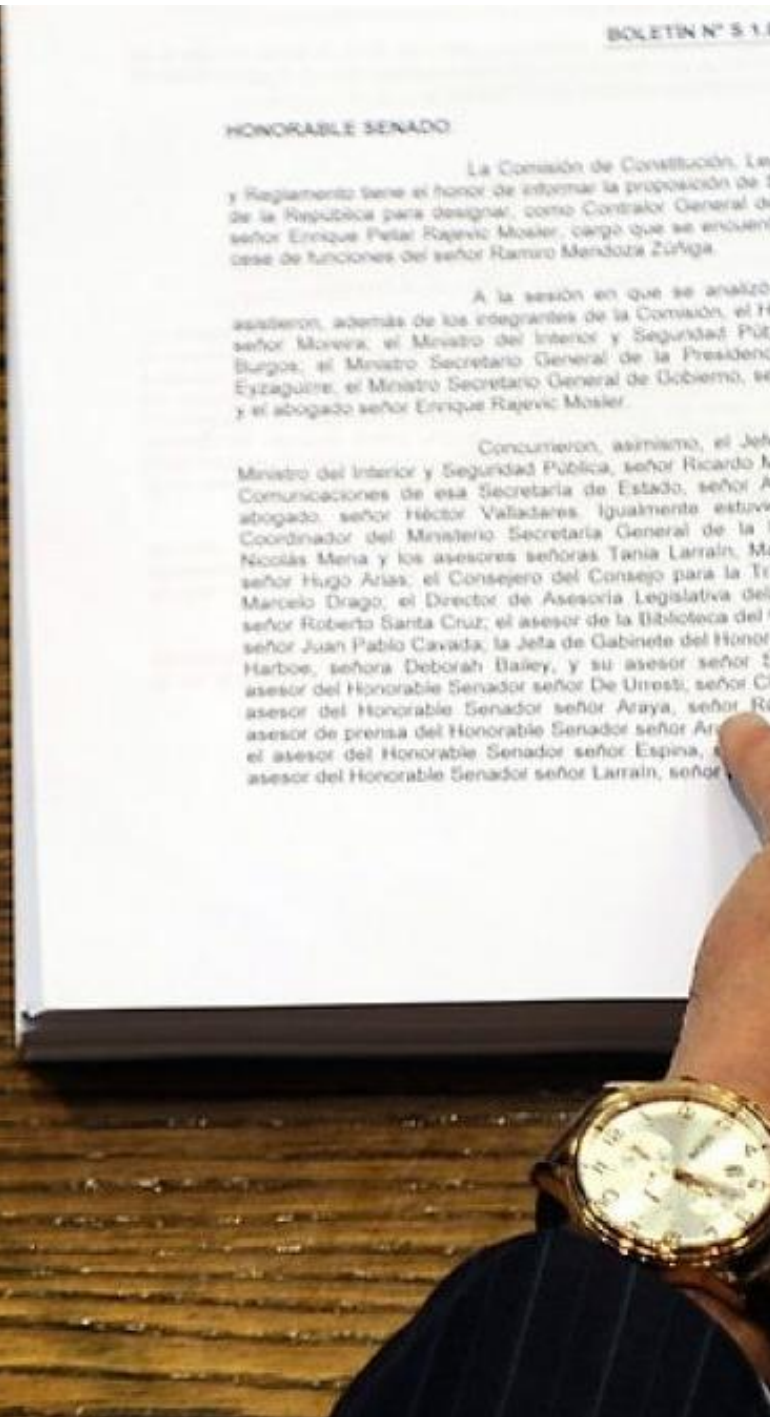 BOLETÍN N° S 1.
HONORABLE SENADO:
La Comisión de Constitución, Le
y Reglamento tiene el honor de informar la proposición de S
de la República para designar, como Contralor General de
señor Enrique Petar Rajevic Mosler, cargo que se encuen
cese de funciones del señor Ramiro Mendoza Zúñiga.
A la sesión en que se analizó
asistieron, además de los integrantes de la Comisión, el H
señor Moreira; el Ministro del Interior y Seguridad Púb
Burgos; el Ministro Secretario General de la Presidenc
Eyzaguirre; el Ministro Secretario General de Gobierno, se
y el abogado señor Enrique Rajevic Mosler.
Concurrieron, asimismo, el Jef
Ministro del Interior y Seguridad Pública, señor Ricardo M
Comunicaciones de esa Secretaría de Estado, señor A
abogado, señor Héctor Valladares. Igualmente estuvi
Coordinador del Ministerio Secretaría General de la
Nicolás Mena y los asesores señoras Tania Larraín, Ma
señor Hugo Arias; el Consejero del Consejo para la Tr
Marcelo Drago; el Director de Asesoría Legislativa del
señor Roberto Santa Cruz; el asesor de la Biblioteca del
señor Juan Pablo Cavada; la Jefa de Gabinete del Honor
Harboe, señora Deborah Bailey, y su asesor señor S
asesor del Honorable Senador señor De Urresti, señor C
asesor del Honorable Senador señor Araya, señor R
asesor de prensa del Honorable Senador señor Ar
el asesor del Honorable Senador señor Espina,
asesor del Honorable Senador señor Larraín, señor